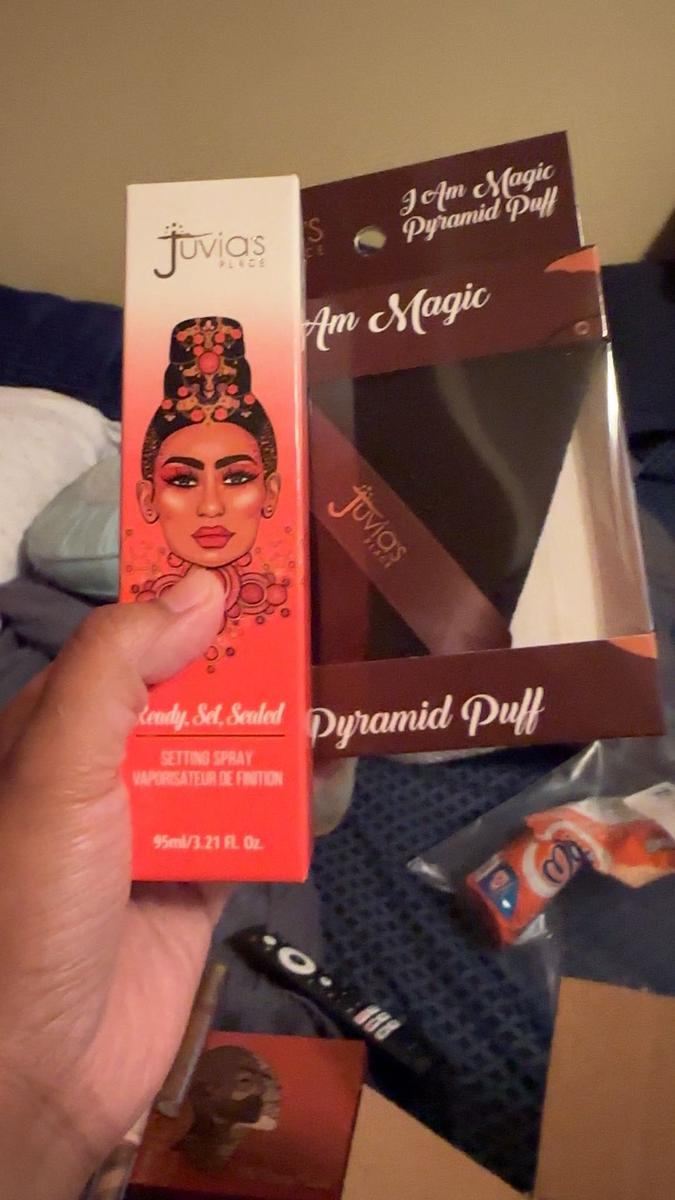 Juvia's
PLACE
Ready, Set, Sealed
SETTING SPRAY
VAPORISATEUR DE FINITION
95ml/3.21 FL. Oz.
I Am Magic
Pyramid Puff
Am Magic
Juvia's
PLACE
Pyramid Puff